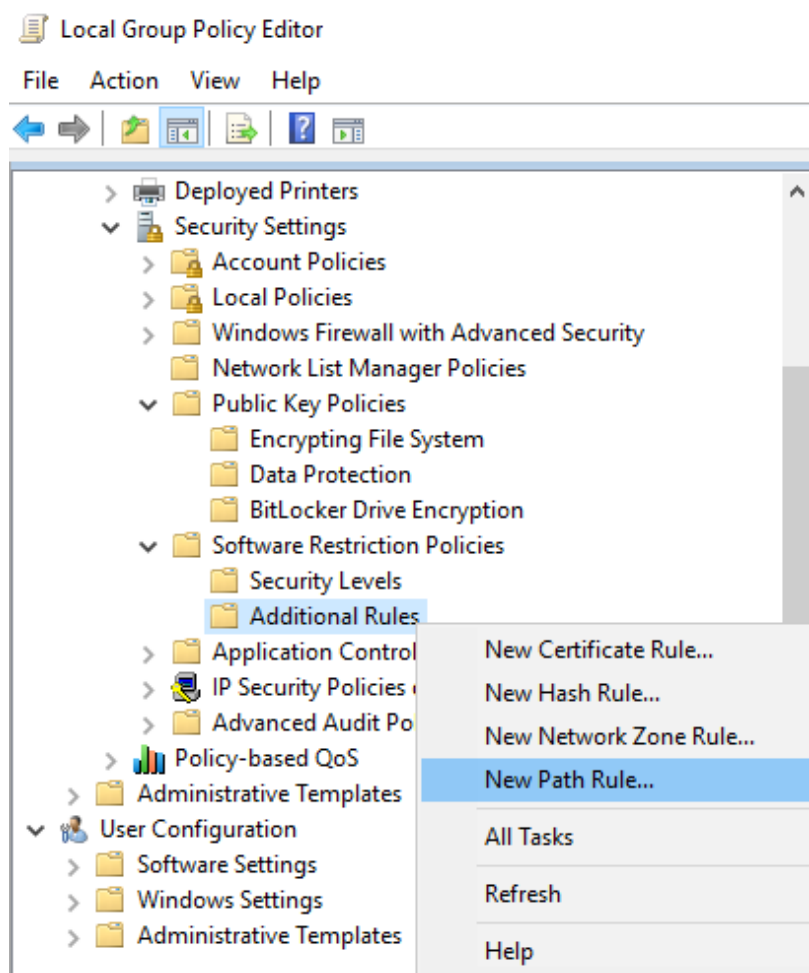 Local Group Policy Editor
File Action View Help
Deployed Printers
Security Settings
Account Policies
Local Policies
Windows Firewall with Advanced Security
Network List Manager Policies
Public Key Policies
Encrypting File System
Data Protection
BitLocker Drive Encryption
Software Restriction Policies
Security Levels
Additional Rules
Application Control
IP Security Policies
Advanced Audit Po
Policy-based QoS
Administrative Templates
User Configuration
Software Settings
Windows Settings
Administrative Templates
New Certificate Rule...
New Hash Rule...
New Network Zone Rule...
New Path Rule...
All Tasks
Refresh
Help